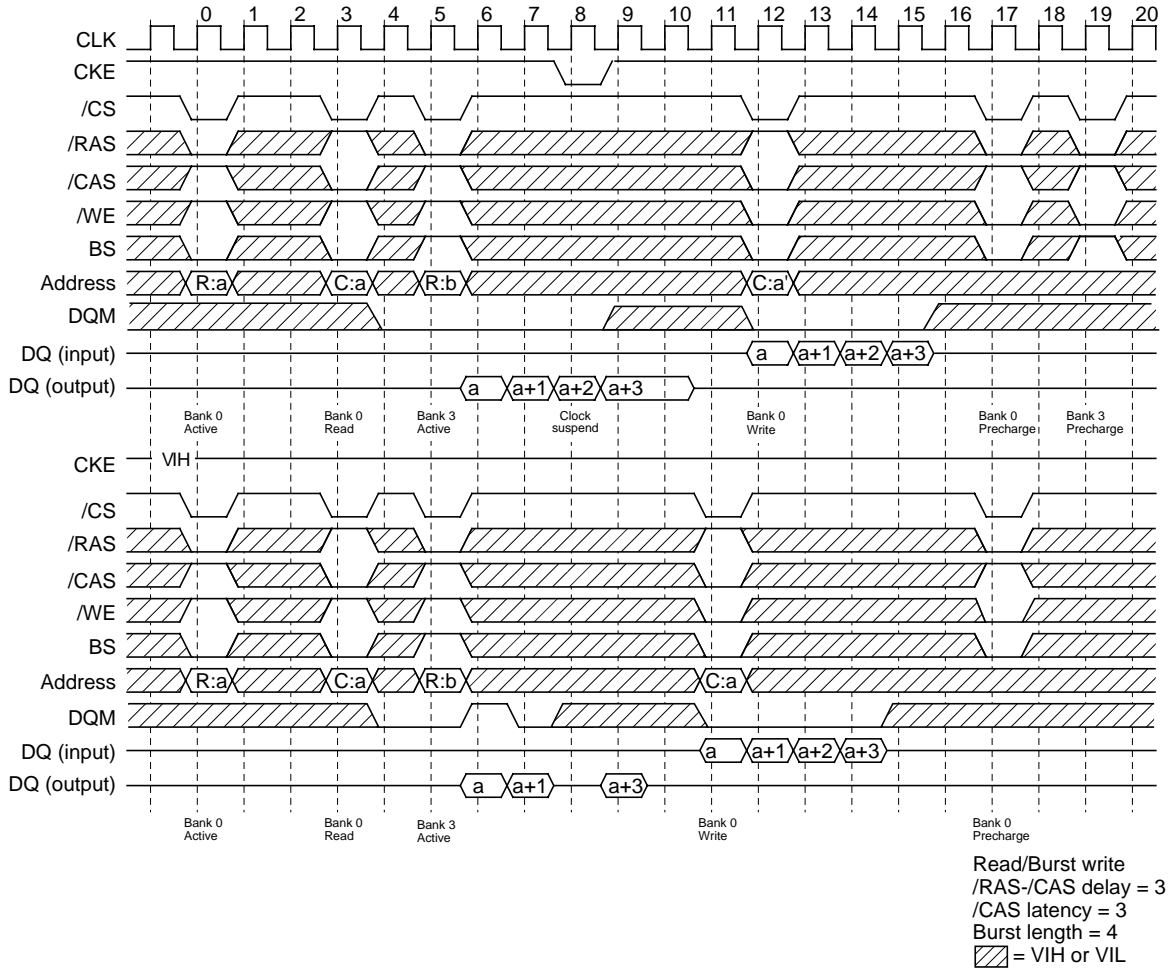 0 1 2 3 4 5 6 7 8 9 10 11 12 13 14 15 16 17 18 19 20
CLK
CKE
/CS
/RAS
/CAS
/WE
BS
Address R:a C:a R:b C:a'
DQM
DQ (input) a a+1 a+2 a+3
DQ (output) a a+1 a+2 a+3
Bank 0 Bank 0 Bank 3 Clock Bank 0 Bank 0 Bank 3
Active Read Active suspend Write Precharge Precharge
CKE VIH
/CS
/RAS
/CAS
/WE
BS
Address R:a C:a R:b C:a
DQM
DQ (input) a a+1 a+2 a+3
DQ (output) a a+1 a+3
Bank 0 Bank 0 Bank 3 Bank 0 Bank 0
Active Read Active Write Precharge
Read/Burst write
/RAS-/CAS delay = 3
/CAS latency = 3
Burst length = 4
= VIH or VIL